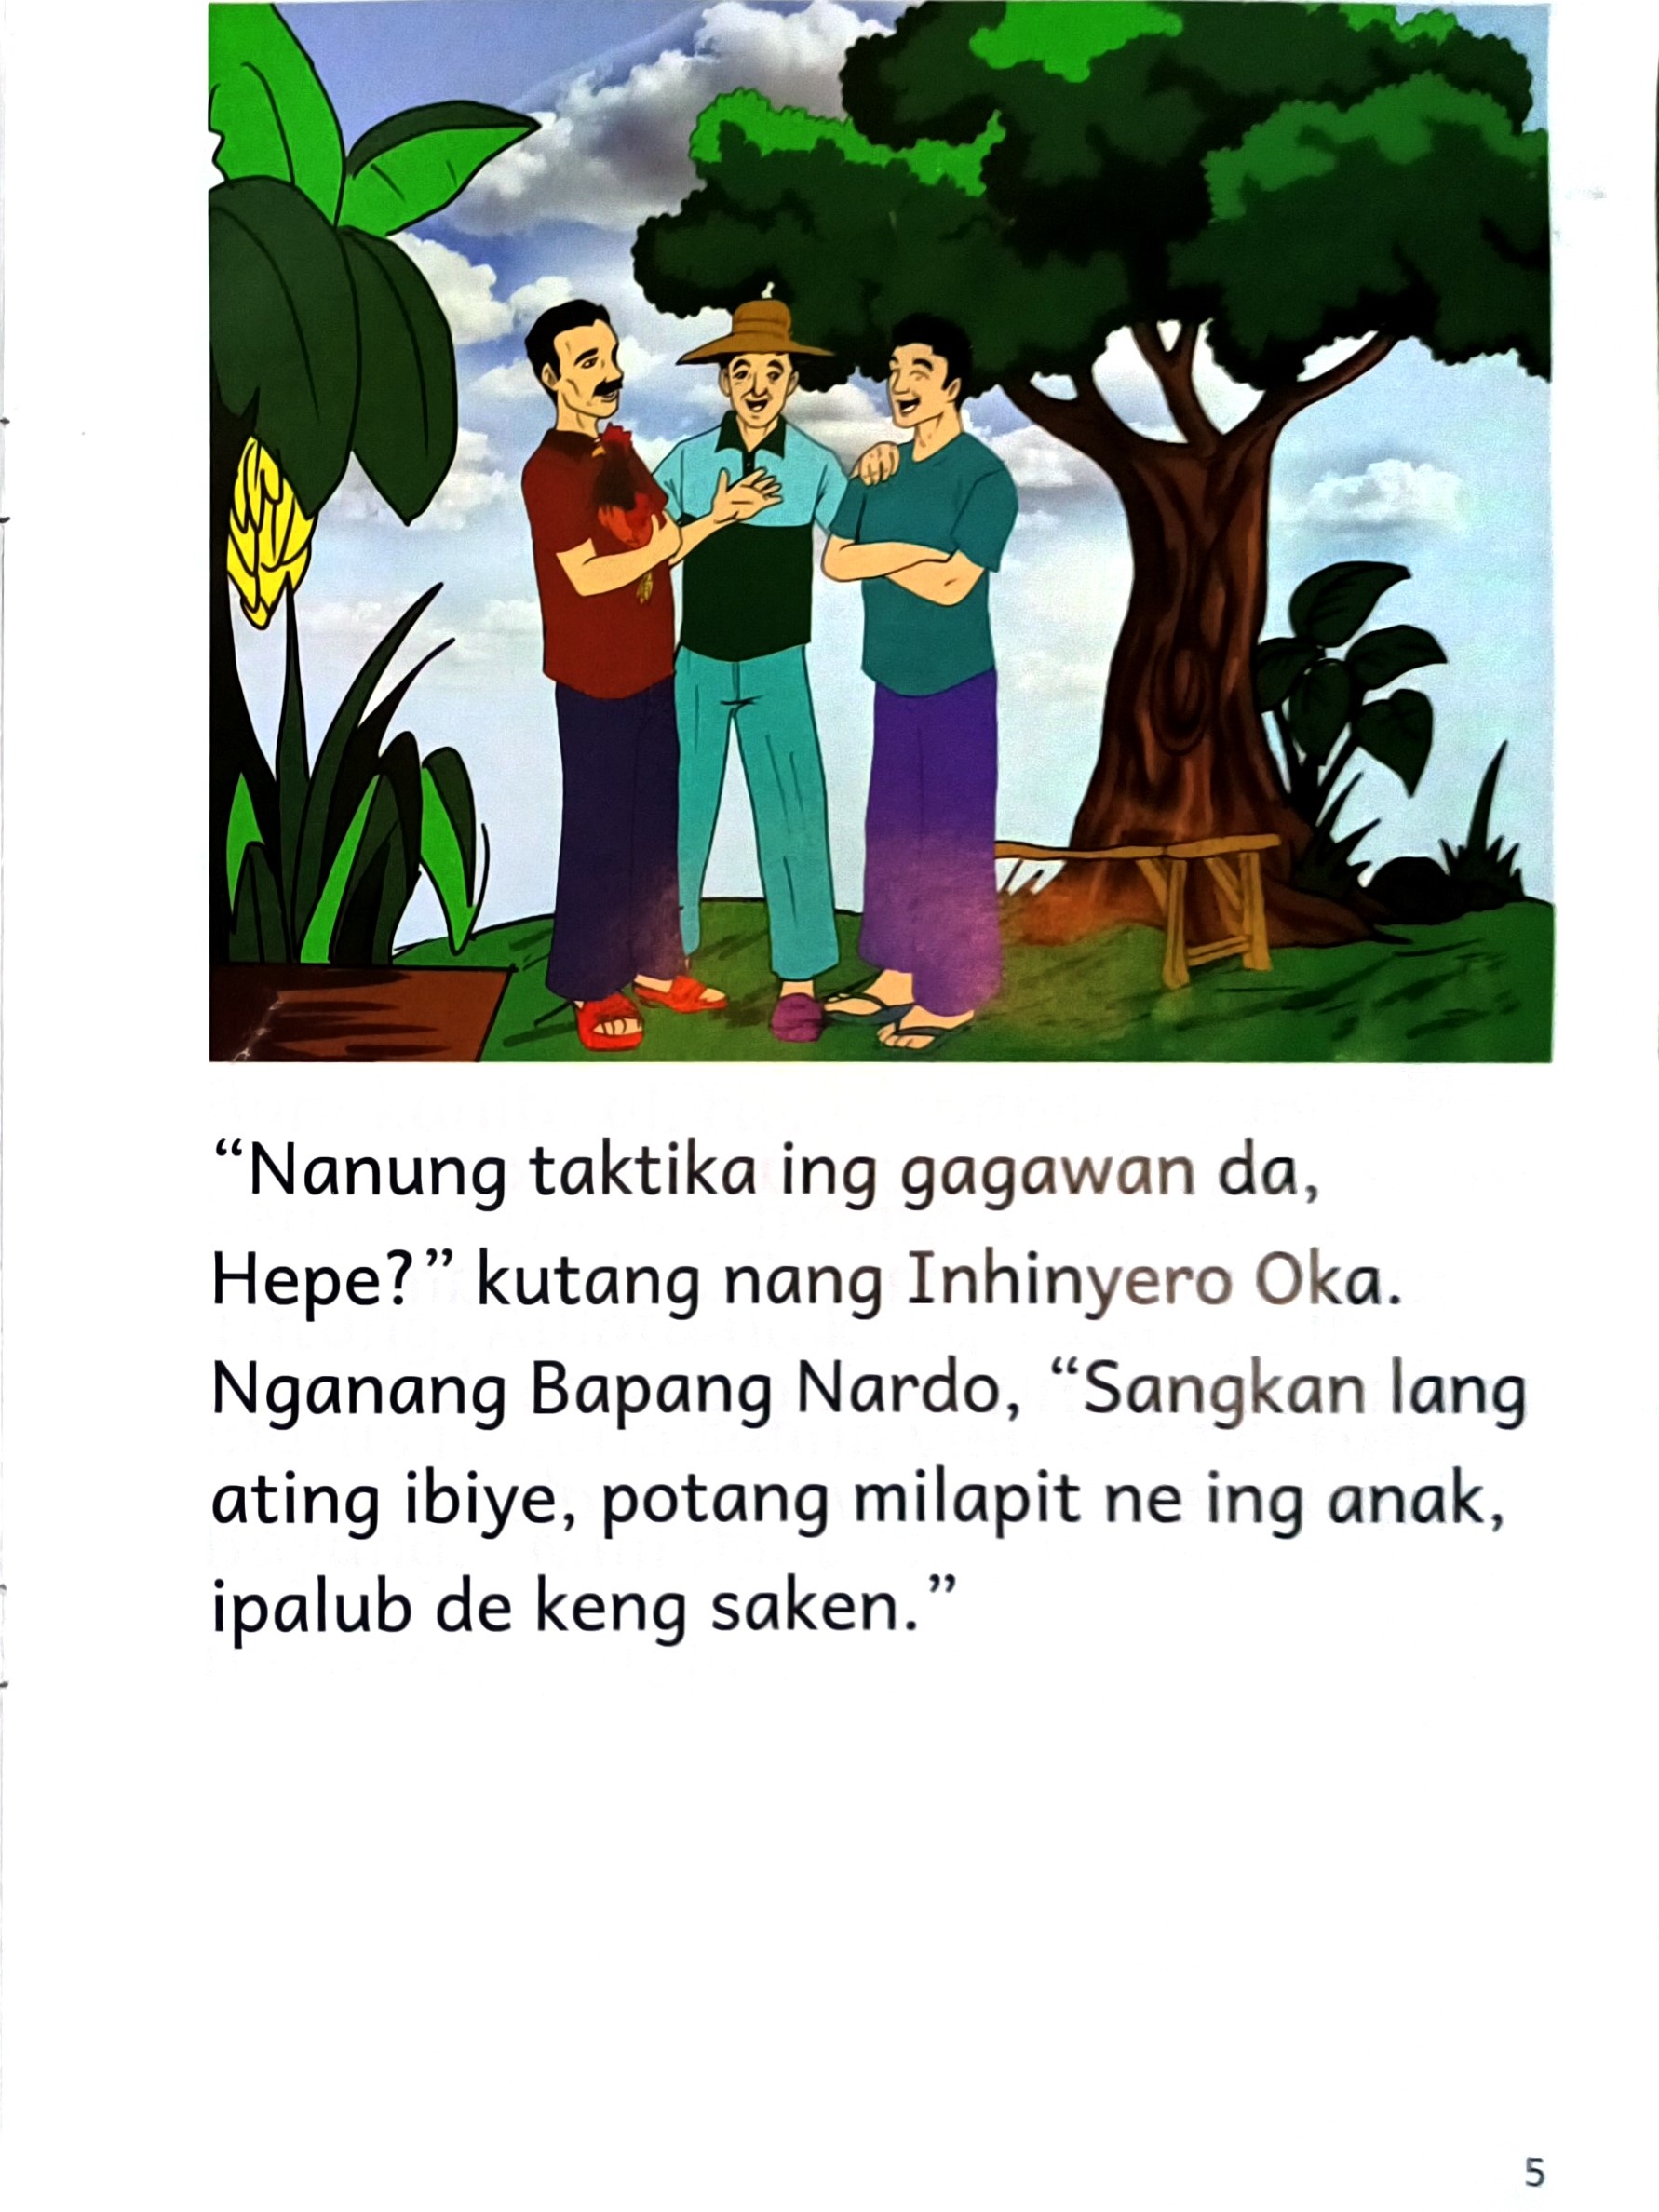 “Nanung taktika ing gagawan da,
Hepe?” kutang nang Inhinyero Oka.
Nganang Bapang Nardo, “Sangkan lang
ating ibiye, potang milapit ne ing anak,
ipalub de keng saken.”
5